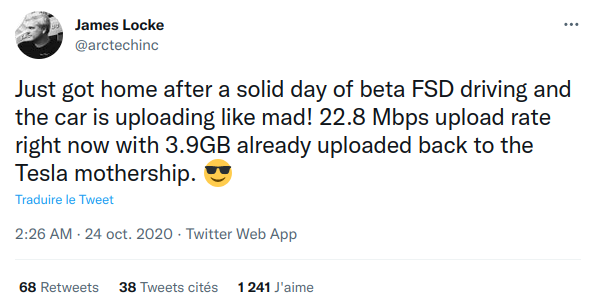 James Locke
@arctechinc
Just got home after a solid day of beta FSD driving and
the car is uploading like mad! 22.8 Mbps upload rate
right now with 3.9GB already uploaded back to the
Tesla mothership. 😎
Traduire le Tweet
2:26 AM · 24 oct. 2020 · Twitter Web App
68 Retweets 38 Tweets cités 1 241 J'aime